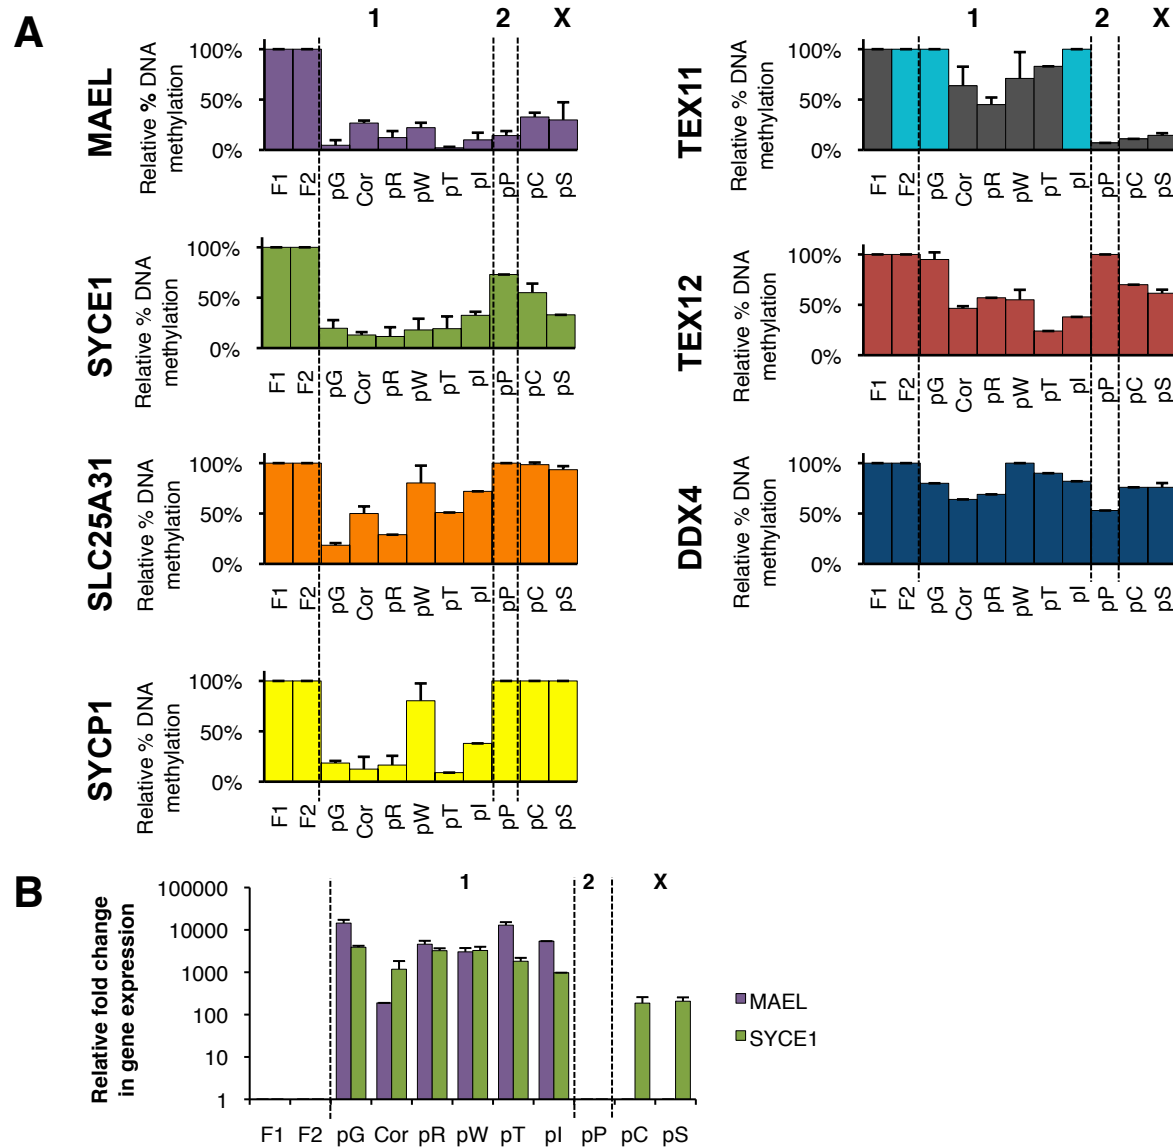 A
1
2
X
MAEL
Relative % DNA
methylation
100%
50%
0%
F1
F2
pG
Cor
pR
pW
pT
pI
pP
pC
pS
SYCE1
Relative % DNA
methylation
100%
50%
0%
F1
F2
pG
Cor
pR
pW
pT
pI
pP
pC
pS
SLC25A31
Relative % DNA
methylation
100%
50%
0%
F1
F2
pG
Cor
pR
pW
pT
pI
pP
pC
pS
SYCP1
Relative % DNA
methylation
100%
50%
0%
F1
F2
pG
Cor
pR
pW
pT
pI
pP
pC
pS
1
2
X
TEX11
Relative % DNA
methylation
100%
50%
0%
F1
F2
pG
Cor
pR
pW
pT
pI
pP
pC
pS
TEX12
Relative % DNA
methylation
100%
50%
0%
F1
F2
pG
Cor
pR
pW
pT
pI
pP
pC
pS
DDX4
Relative % DNA
methylation
100%
50%
0%
F1
F2
pG
Cor
pR
pW
pT
pI
pP
pC
pS
B
1
2
X
Relative fold change
in gene expression
100000
10000
1000
100
10
1
F1 F2 pG Cor pR pW pT pI pP pC pS
MAEL
SYCE1